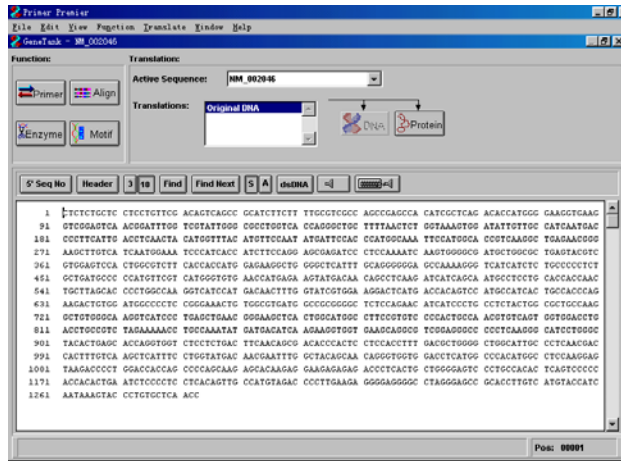 Primer Premier
File Edit View Function Translate Window Help
GeneTank - NM_002046
Function: Translation:
Active Sequence: NM_002046
Primer Align
Translations: Original DNA
DNA Protein
Enzyme Motif
5' Seq No Header 3 10 Find Find Next S A dsDNA
1 CTCTCTGCTC CTCCTGTTCG ACAGTCAGCC GCATCTTCTT TTGCGTCGCC AGCCGAGCCA CATCGCTCAG ACACCATGGG GAAGGTGAAG
91 GTCGGAGTCA ACGGATTTGG TCGTATTGGG CGCCTGGTCA CCAGGGCTGC TTTTAACTCT GGTAAAGTGG ATATTGTTGC CATCAATGAC
181 CCCTTCATTG ACCTCAACTA CATGGTTTAC ATGTTCCAAT ATGATTCCAC CCATGGCAAA TTCCATGGCA CCGTCAAGGC TGAGAACGGG
271 AAGCTTGTCA TCAATGGAAA TCCCATCACC ATCTTCCAGG AGCGAGATCC CTCCAAAATC AAGTGGGGCG ATGCTGGCGC TGAGTACGTC
361 GTGGAGTCCA CTGGCGTCTT CACCACCATG GAGAAGGCTG GGGCTCATTT GCAGGGGGGA GCCAAAAGGG TCATCATCTC TGCCCCCTCT
451 GCTGATGCCC CCATGTTCGT CATGGGTGTG AACCATGAGA AGTATGACAA CAGCCTCAAG ATCATCAGCA ATGCCTCCTG CACCACCAAC
541 TGCTTAGCAC CCCTGGCCAA GGTCATCCAT GACAACTTTG GTATCGTGGA AGGACTCATG ACCACAGTCC ATGCCATCAC TGCCACCCAG
631 AAGACTGTGG ATGGCCCCTC CGGGAAACTG TGGCGTGATG GCCGCGGGGC TCTCCAGAAC ATCATCCCTG CCTCTACTGG CGCTGCCAAG
721 GCTGTGGGCA AGGTCATCCC TGAGCTGAAC GGGAAGCTCA CTGGCATGGC CTTCCGTGTC CCCACTGCCA ACGTGTCAGT GGTGGACCTG
811 ACCTGCCGTC TAGAAAAACC TGCCAAATAT GATGACATCA AGAAGGTGGT GAAGCAGGCG TCGGAGGGCC CCCTCAAGGG CATCCTGGGC
901 TACACTGAGC ACCAGGTGGT CTCCTCTGAC TTCAACAGCG ACACCCACTC CTCCACCTTT GACGCTGGGG CTGGCATTGC CCTCAACGAC
991 CACTTTGTCA AGCTCATTTC CTGGTATGAC AACGAATTTG GCTACAGCAA CAGGGTGGTG GACCTCATGG CCCACATGGC CTCCAAGGAG
1081 TAAGACCCCT GGACCACCAG CCCCAGCAAG AGCACAAGAG GAAGAGAGAG ACCCTCACTG CTGGGGAGTC CCTGCCACAC TCAGTCCCCC
1171 ACCACACTGA ATCTCCCCTC CTCACAGTTG CCATGTAGAC CCCTTGAAGA GGGGAGGGGC CTAGGGAGCC GCACCTTGTC ATGTACCATC
1261 AATAAAGTAC CCTGTGCTCA ACC
Pos: 00001